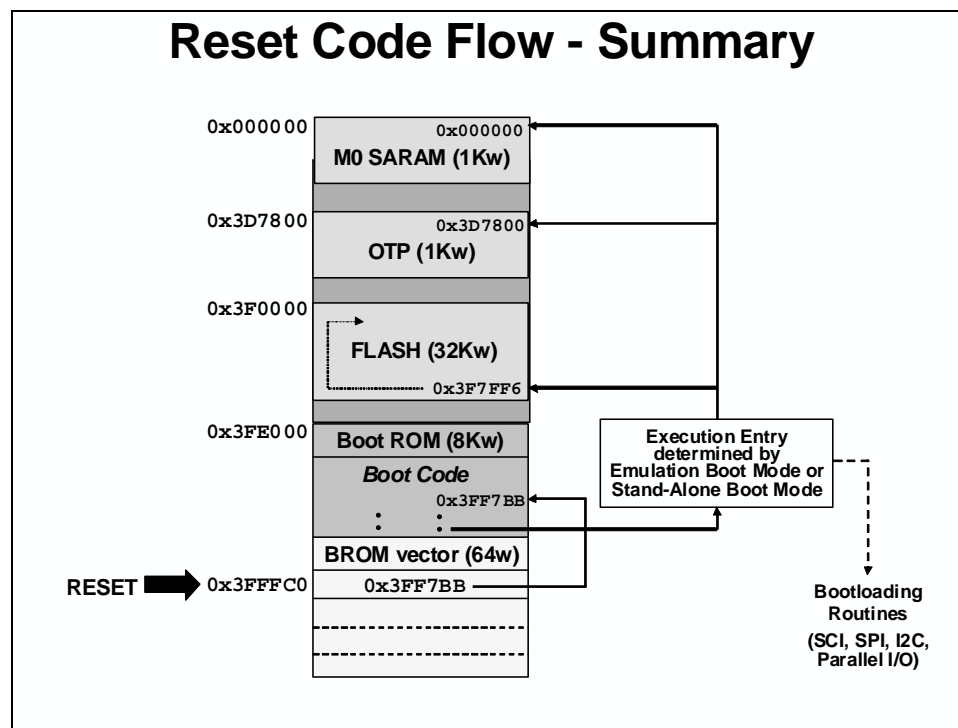 Reset Code Flow - Summary
0x000000
0x000000
M0 SARAM (1Kw)
0x3D7800
0x3D7800
OTP (1Kw)
0x3F0000
FLASH (32Kw)
0x3F7FF6
0x3FE000
Boot ROM (8Kw)
Boot Code
0x3FF7BB
: :
Execution Entry
determined by
Emulation Boot Mode or
Stand-Alone Boot Mode
BROM vector (64w)
RESET
0x3FFFC0
0x3FF7BB
Bootloading
Routines
(SCI, SPI, I2C,
Parallel I/O)